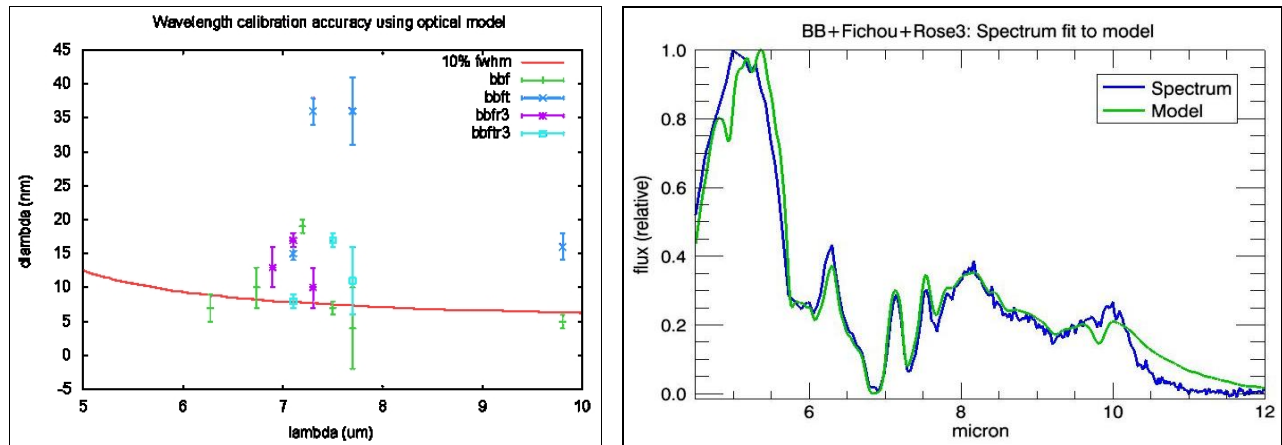 Wavelength calibration accuracy using optical model
45
40
35
30
25
20
15
10
5
0
-5
dlambda (nm)
10% fwhm
bbf
bbft
bbfr3
bbftr3
5 6 7 8 9 10
lambda (um)
BB+Fichou+Rose3: Spectrum fit to model
1.0
0.8
0.6
0.4
0.2
0.0
flux (relative)
Spectrum
Model
6 8 10 12
micron